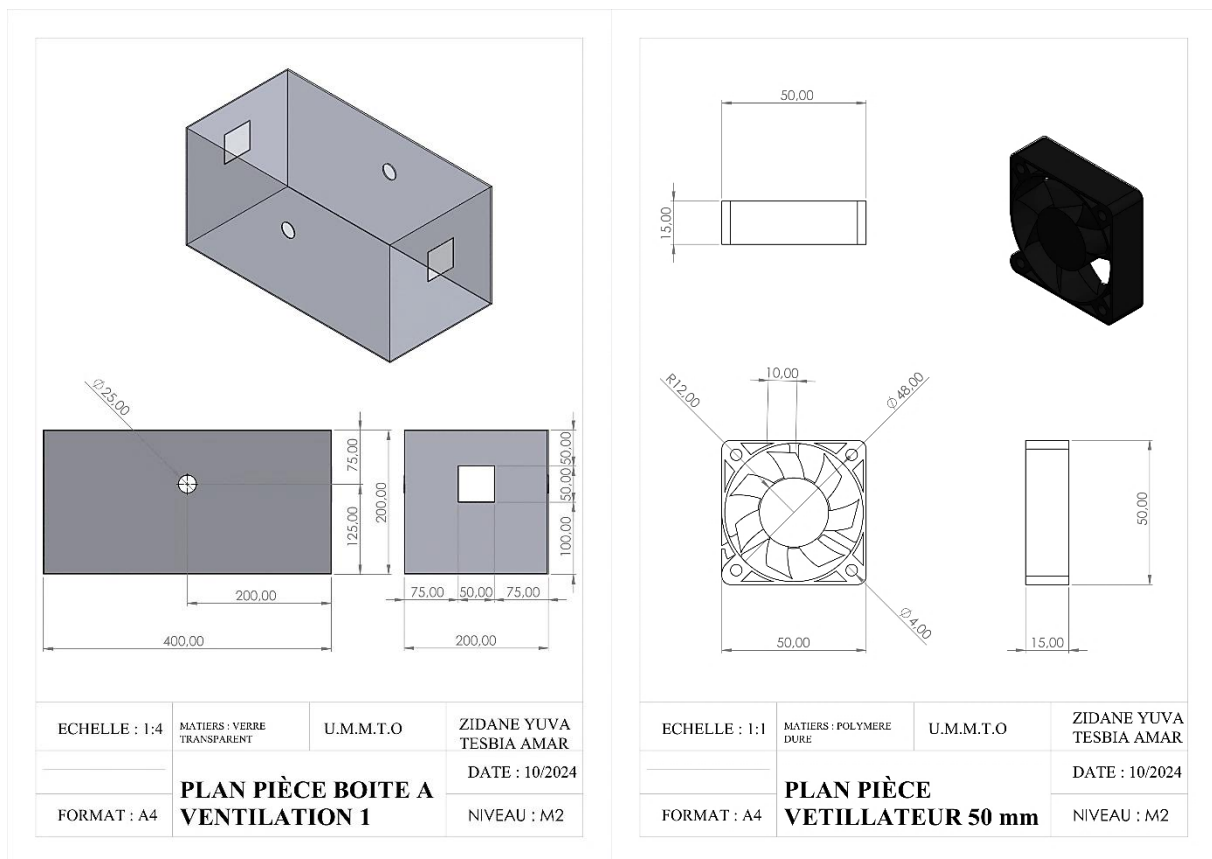 Ø25,00
75,00
125,00
200,00
200,00
400,00
50,00
50,00
100,00
75,00
50,00
75,00
200,00
ECHELLE : 1:4
MATIERS : VERRE
TRANSPARENT
U.M.M.T.O
ZIDANE YUVA
TESBIA AMAR
DATE : 10/2024
PLAN PIÈCE BOITE A
VENTILATION 1
FORMAT : A4
NIVEAU : M2
50,00
15,00
R12,00
10,00
Ø48,00
Ø4,00
50,00
50,00
15,00
ECHELLE : 1:1
MATIERS : POLYMERE
DURE
U.M.M.T.O
ZIDANE YUVA
TESBIA AMAR
DATE : 10/2024
PLAN PIÈCE
VETILLATEUR 50 mm
FORMAT : A4
NIVEAU : M2